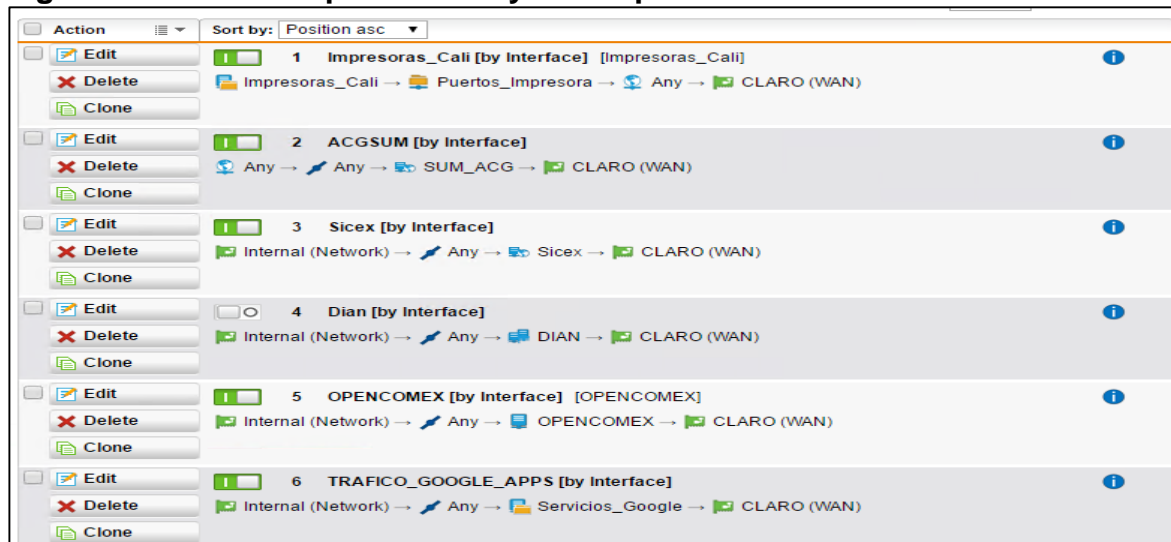 Action Sort by: Position asc ▼
Edit 1 Impresoras_Cali [by Interface] [Impresoras_Cali]
Delete Impresoras_Cali → Puertos_Impresora → Any → CLARO (WAN)
Clone
Edit 2 ACGSUM [by Interface]
Delete Any → Any → SUM_ACG → CLARO (WAN)
Clone
Edit 3 Sicex [by Interface]
Delete Internal (Network) → Any → Sicex → CLARO (WAN)
Clone
Edit 4 Dian [by Interface]
Delete Internal (Network) → Any → DIAN → CLARO (WAN)
Clone
Edit 5 OPENCOMEX [by Interface] [OPENCOMEX]
Delete Internal (Network) → Any → OPENCOMEX → CLARO (WAN)
Clone
Edit 6 TRAFICO_GOOGLE_APPS [by Interface]
Delete Internal (Network) → Any → Servicios_Google → CLARO (WAN)
Clone